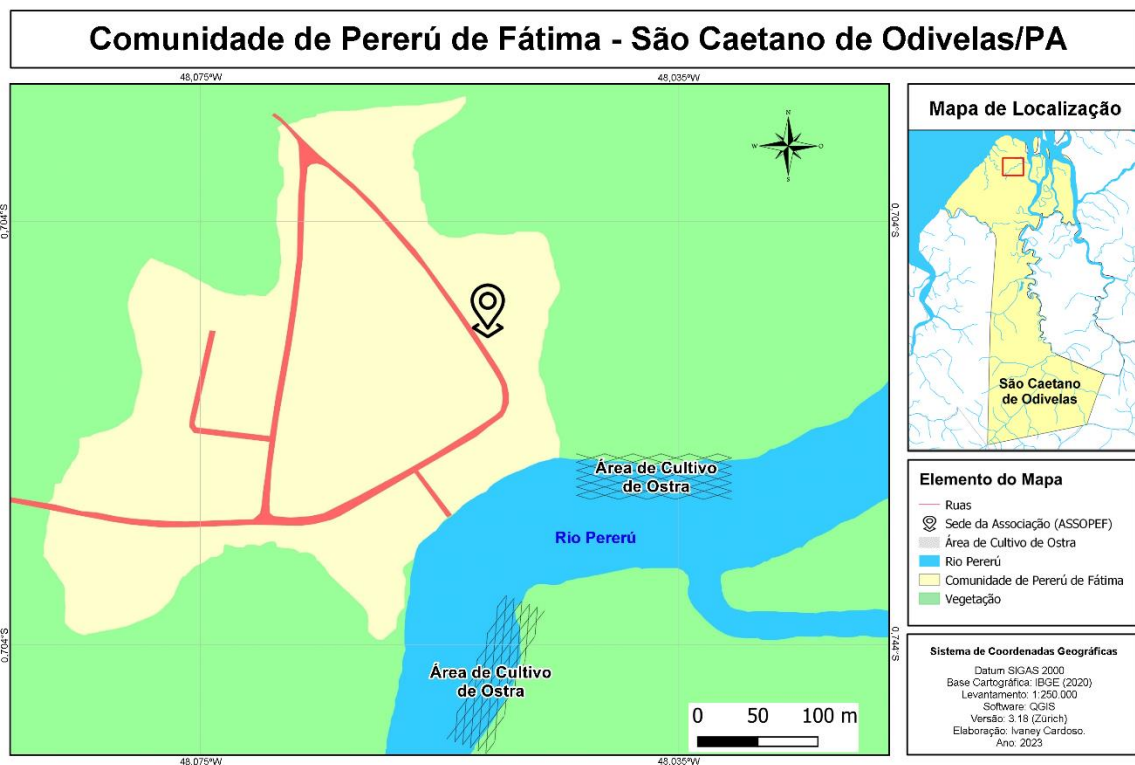 Comunidade de Pererú de Fátima - São Caetano de Odivelas/PA
48,075°W
48,035°W
N
W
O
S
0,704°S
0,704°S
Área de Cultivo
de Ostra
Rio Pererú
Área de Cultivo
de Ostra
0,704°S
0,744°S
0 50 100 m
48,075°W
48,035°W
Mapa de Localização
São Caetano
de Odivelas
Elemento do Mapa
Ruas
Sede da Associação (ASSOPEF)
Área de Cultivo de Ostra
Rio Pererú
Comunidade de Pererú de Fátima
Vegetação
Sistema de Coordenadas Geográficas
Datum SIGAS 2000
Base Cartográfica: IBGE (2020)
Levantamento: 1:250.000
Software: QGIS
Versão: 3.18 (Zürich)
Elaboração: Ivaney Cardoso.
Ano: 2023